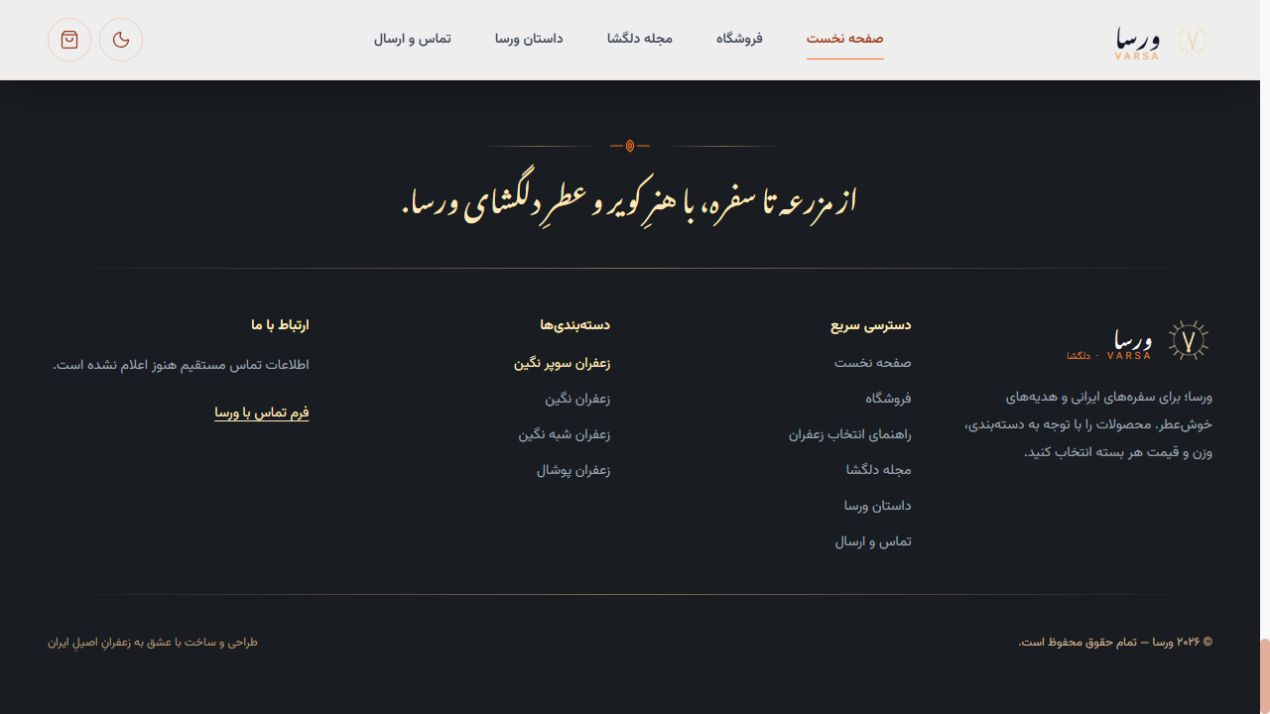 ورسا
VARSA
صفحه نخست
فروشگاه
مجله دلگشا
داستان ورسا
تماس و ارسال
از مزرعه تا سفره، با هنرِ کویر و عطرِ دلگشای ورسا.
ورسا
VARSA · دلگشا
ورسا؛ برای سفره‌های ایرانی و هدیه‌های
خوش‌عطر. محصولات را با توجه به دسته‌بندی،
وزن و قیمت هر بسته انتخاب کنید.
دسترسی سریع
صفحه نخست
فروشگاه
راهنمای انتخاب زعفران
مجله دلگشا
داستان ورسا
تماس و ارسال
دسته‌بندی‌ها
زعفران سوپر نگین
زعفران نگین
زعفران شبه نگین
زعفران پوشال
ارتباط با ما
اطلاعات تماس مستقیم هنوز اعلام نشده است.
فرم تماس با ورسا
© ۲۰۲۶ ورسا — تمام حقوق محفوظ است.
طراحی و ساخت با عشق به زعفرانِ اصیلِ ایران